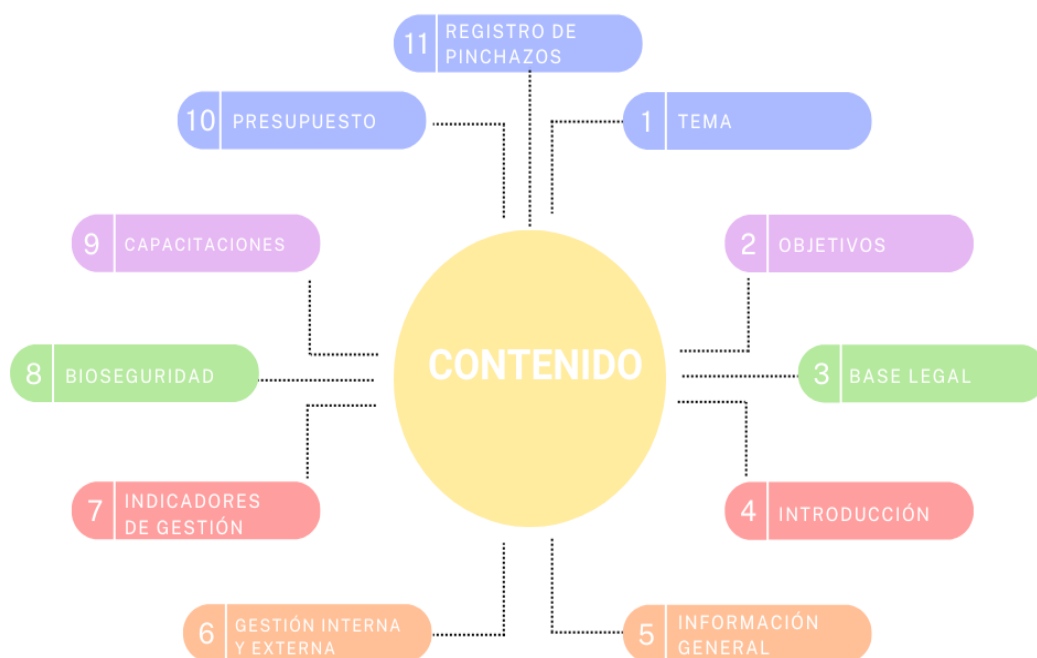 CONTENIDO
1 TEMA
2 OBJETIVOS
3 BASE LEGAL
4 INTRODUCCIÓN
5 INFORMACIÓN
GENERAL
6 GESTIÓN INTERNA
Y EXTERNA
7 INDICADORES
DE GESTIÓN
8 BIOSEGURIDAD
9 CAPACITACIONES
10 PRESUPUESTO
11 REGISTRO DE
PINCHAZOS